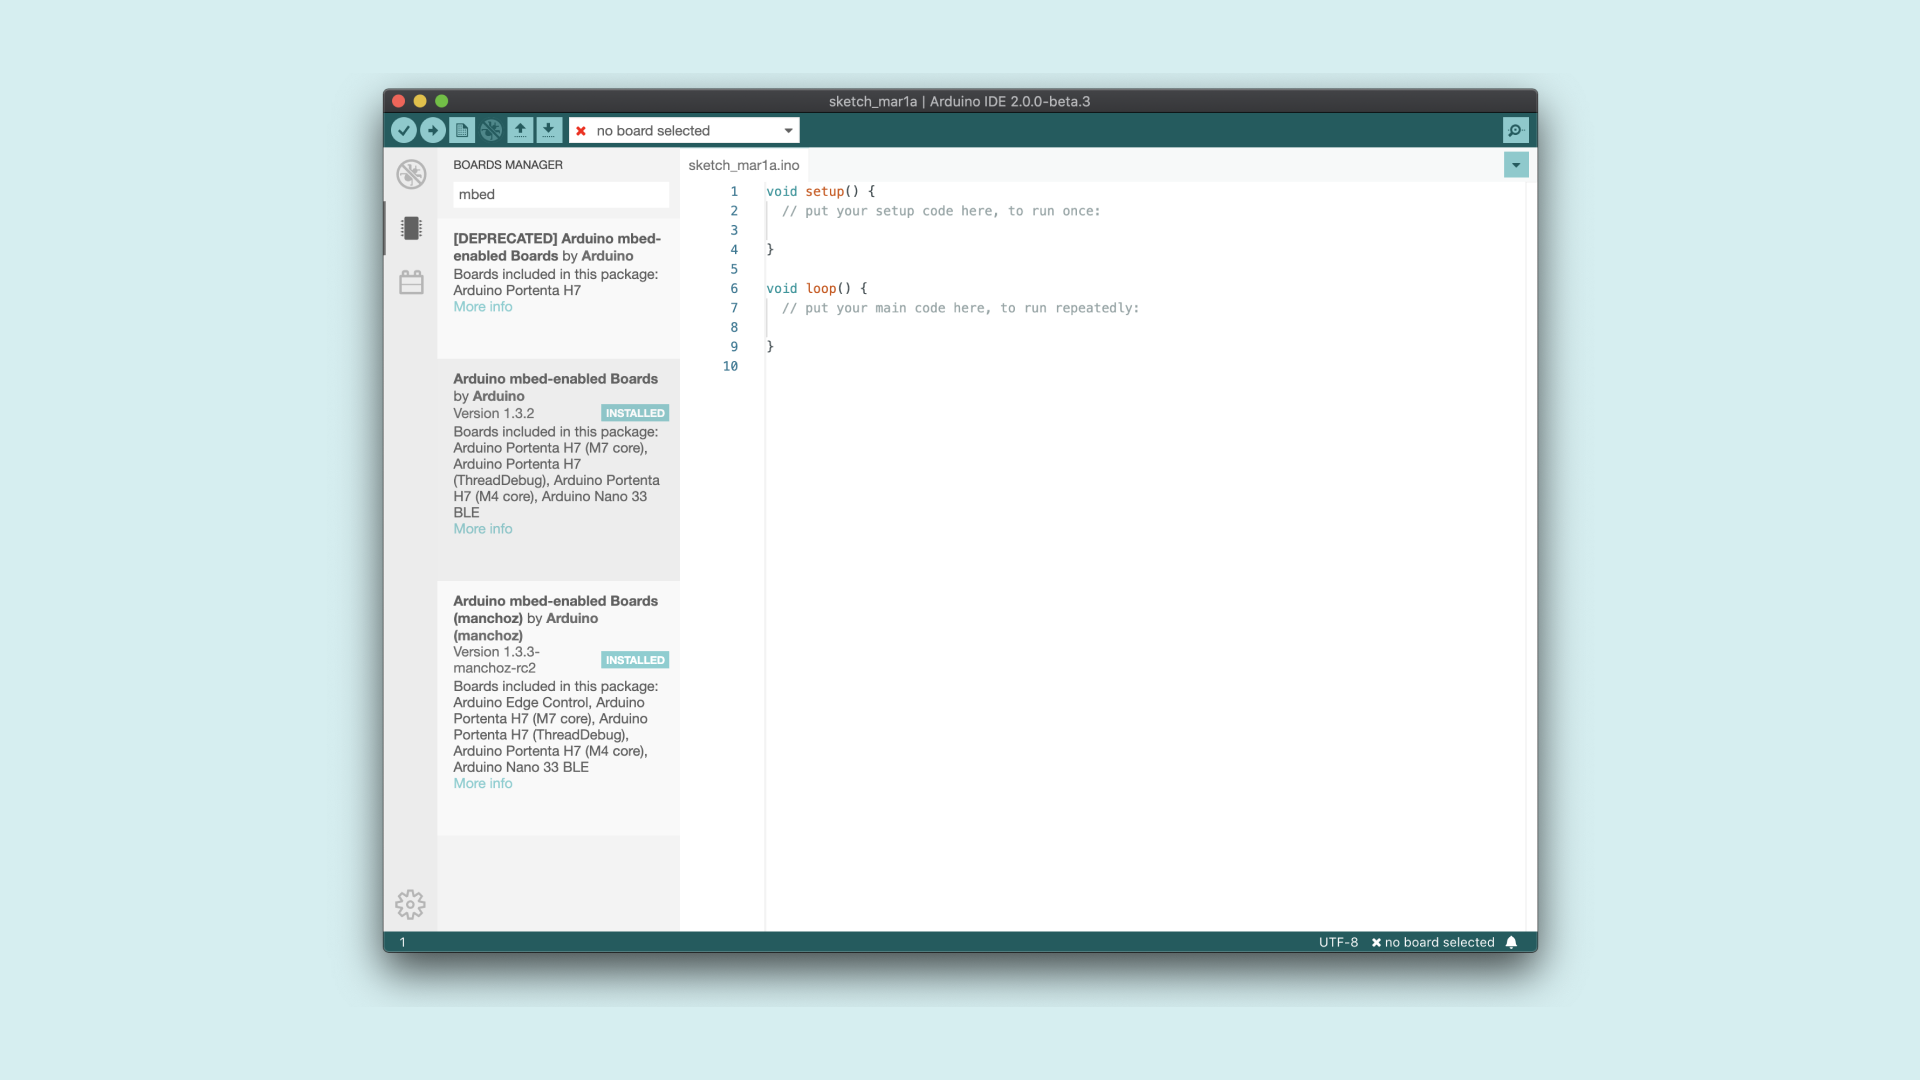 sketch_mar1a | Arduino IDE 2.0.0-beta.3
no board selected
BOARDS MANAGER
mbed
[DEPRECATED] Arduino mbed-
enabled Boards by Arduino
Boards included in this package:
Arduino Portenta H7
More info
Arduino mbed-enabled Boards
by Arduino
Version 1.3.2 INSTALLED
Boards included in this package:
Arduino Portenta H7 (M7 core),
Arduino Portenta H7
(ThreadDebug), Arduino Portenta
H7 (M4 core), Arduino Nano 33
BLE
More info
Arduino mbed-enabled Boards
(manchoz) by Arduino
(manchoz)
Version 1.3.3-
manchoz-rc2 INSTALLED
Boards included in this package:
Arduino Edge Control, Arduino
Portenta H7 (M7 core), Arduino
Portenta H7 (ThreadDebug),
Arduino Portenta H7 (M4 core),
Arduino Nano 33 BLE
More info
sketch_mar1a.ino
1 void setup() {
2 // put your setup code here, to run once:
3
4 }
5
6 void loop() {
7 // put your main code here, to run repeatedly:
8
9 }
10
1
UTF-8 no board selected